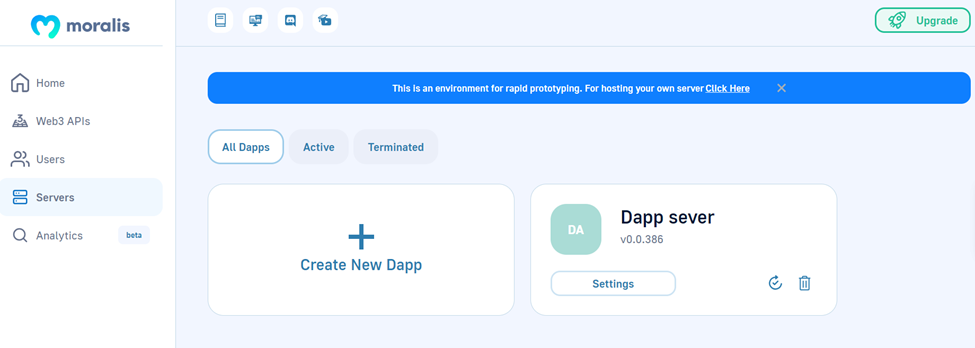 moralis
Upgrade
Home
Web3 APIs
Users
Servers
Analytics beta
This is an environment for rapid prototyping. For hosting your own server Click Here
All Dapps
Active
Terminated
Create New Dapp
DA
Dapp sever
v0.0.386
Settings